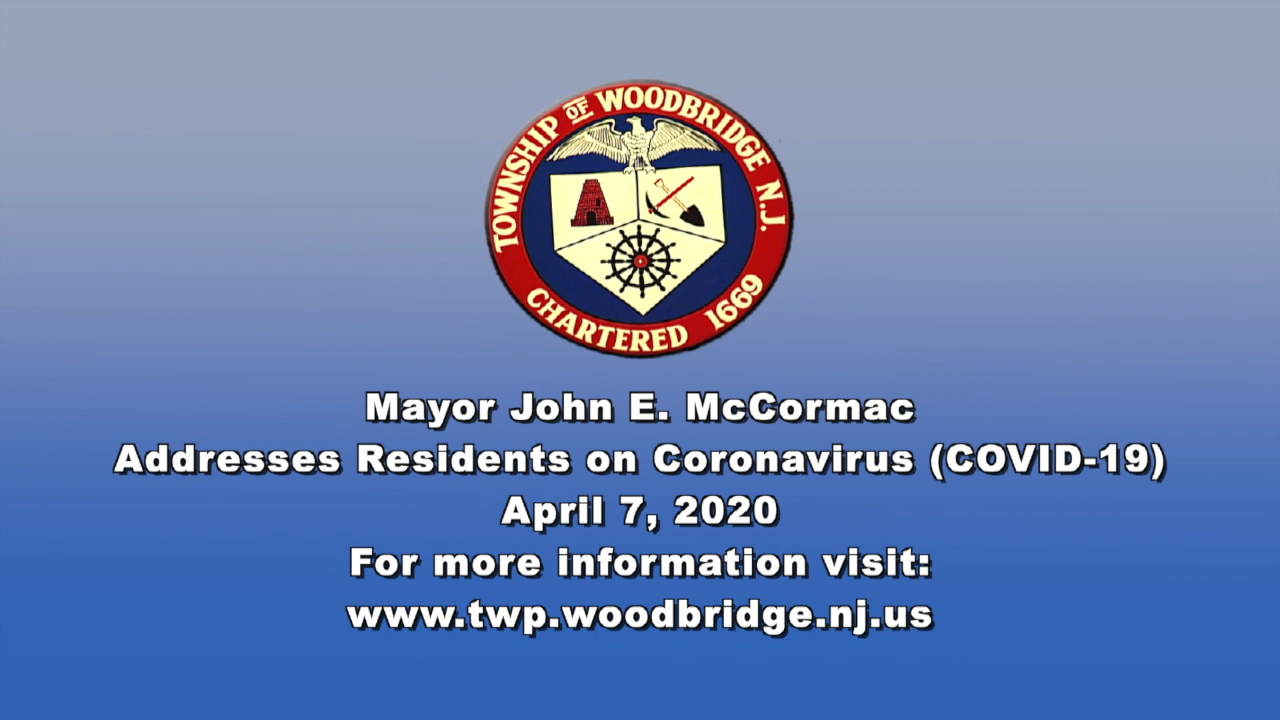 TOWNSHIP OF WOODBRIDGE N.J.
CHARTERED 1669
Mayor John E. McCormac
Addresses Residents on Coronavirus (COVID-19)
April 7, 2020
For more information visit:
www.twp.woodbridge.nj.us